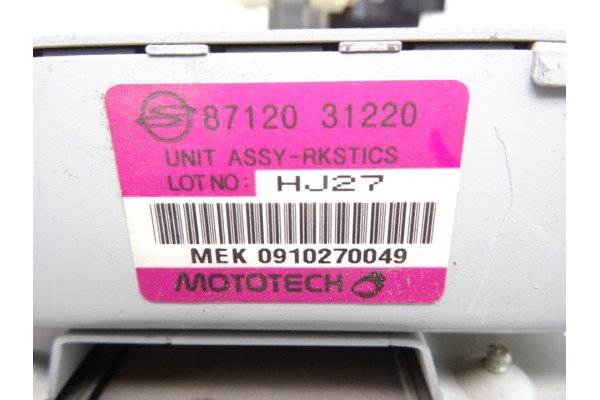 87120 31220
UNIT ASSY-RKSTICS
LOT NO: HJ27
MEK 0910270049
MOTOTECH